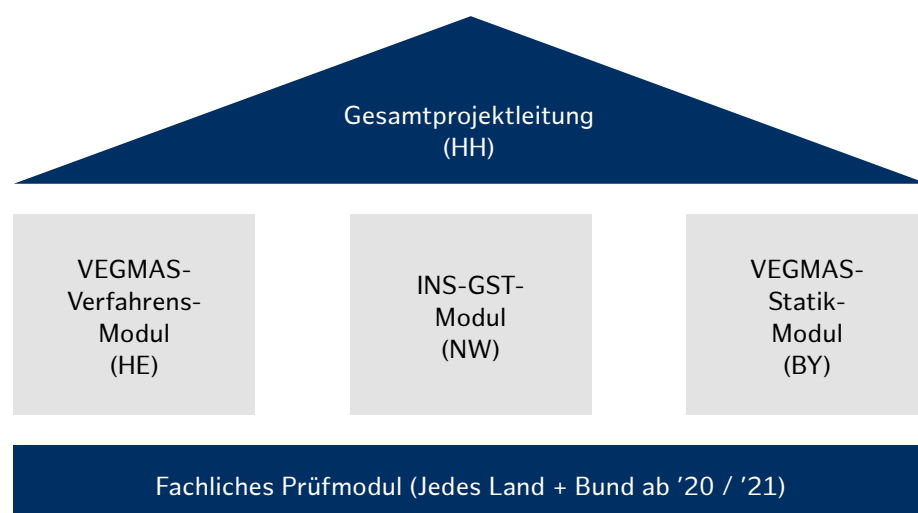 Gesamtprojektleitung
(HH)
VEGMAS-
Verfahrens-
Modul
(HE)
INS-GST-
Modul
(NW)
VEGMAS-
Statik-
Modul
(BY)
Fachliches Prüfmodul (Jedes Land + Bund ab ’20 / ’21)